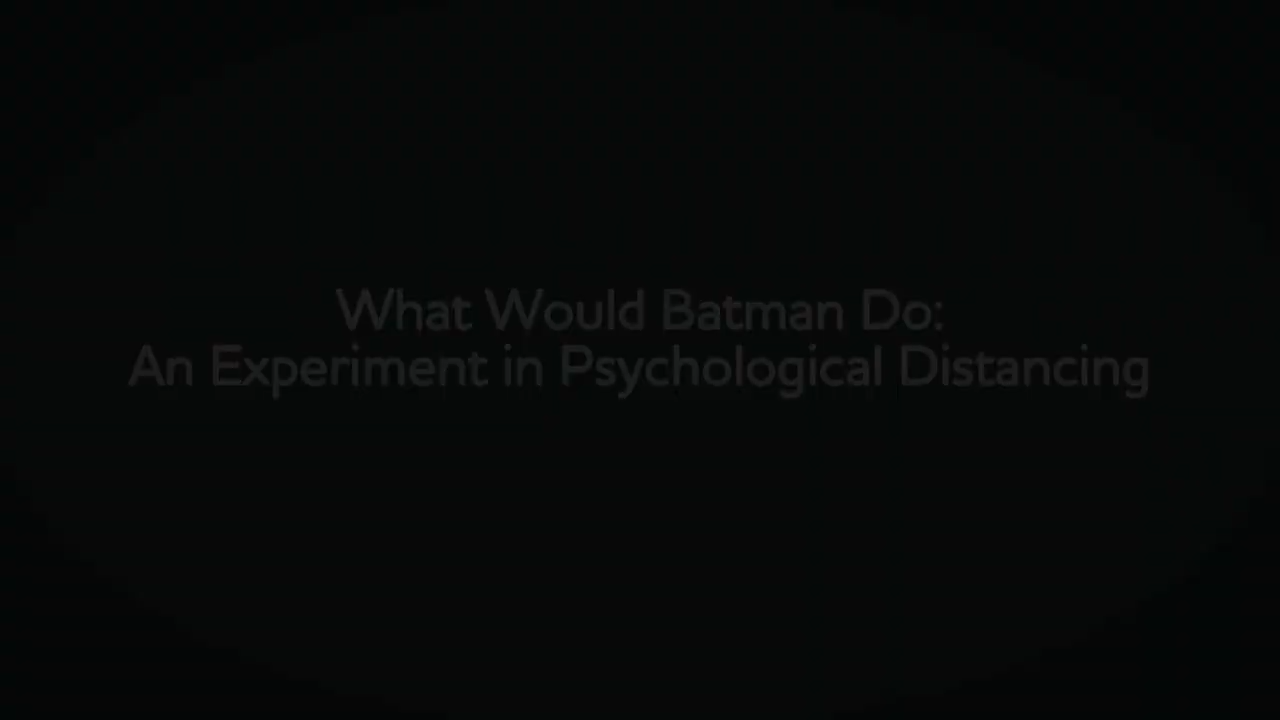 What Would Batman Do:
An Experiment in Psychological Distancing